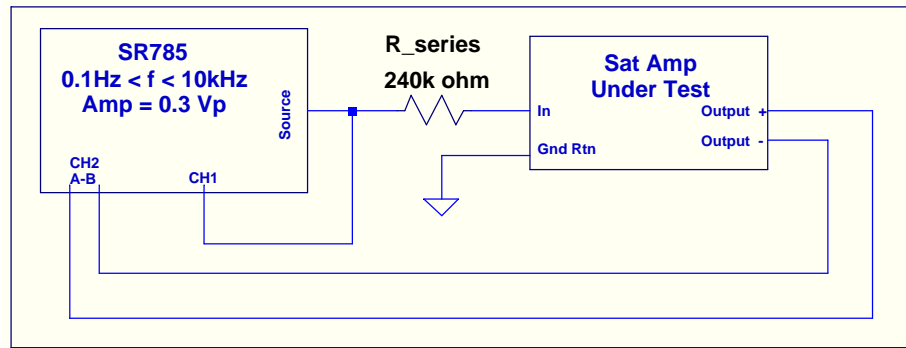 SR785
0.1Hz < f < 10kHz
Amp = 0.3 Vp
Source
CH2
A-B
CH1
R_series
240k ohm
Sat Amp
Under Test
In
Gnd Rtn
Output +
Output -